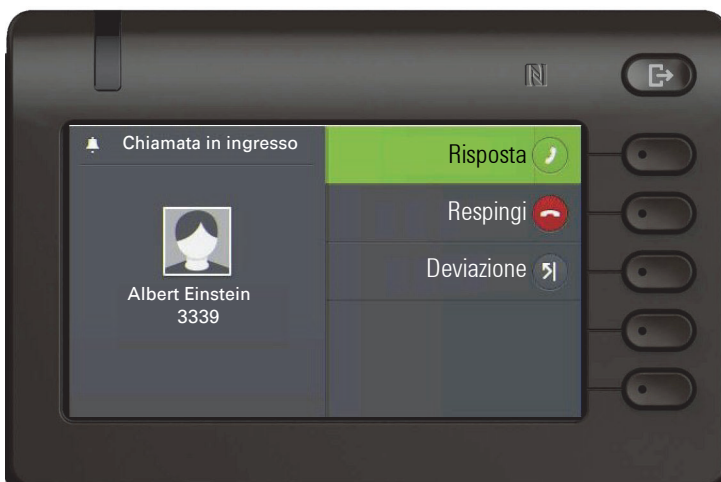 Chiamata in ingresso
Albert Einstein
3339
Risposta
Respingi
Deviazione